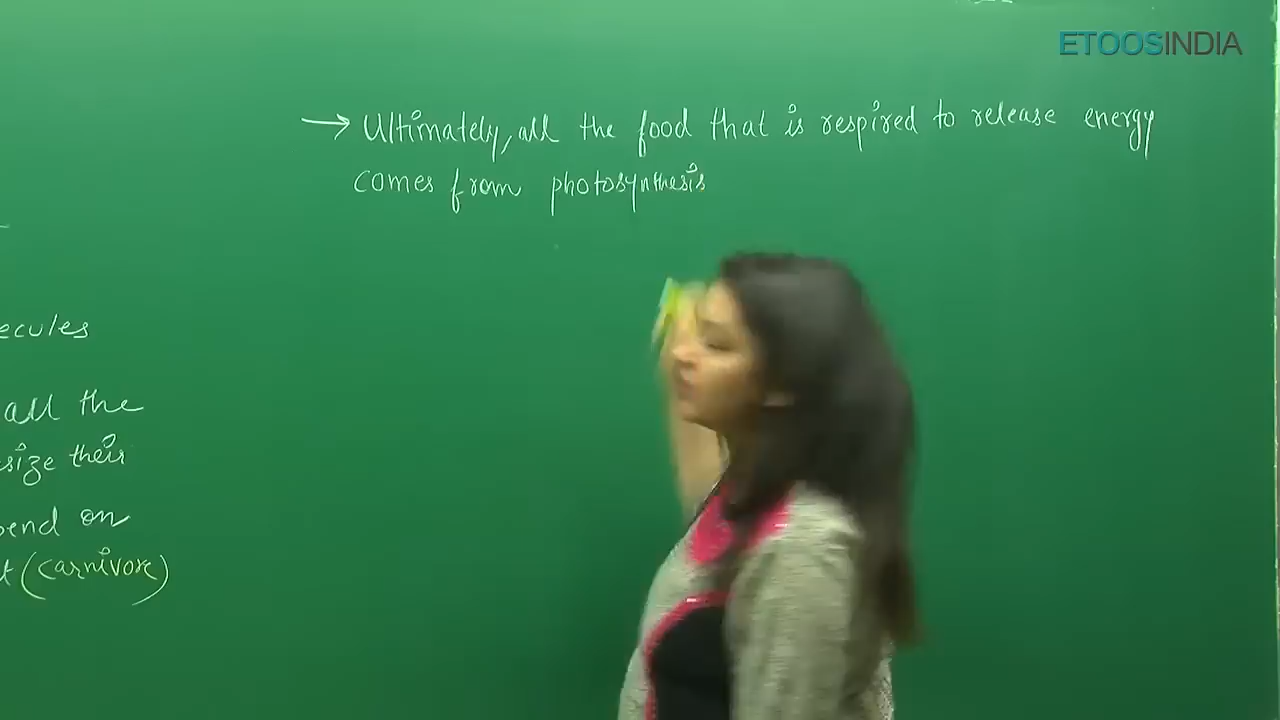 ETOOSINDIA
→ Ultimately, all the food that is respired to release energy
comes from photosynthesis
ecules
all the
size their
pend on
t (carnivore)